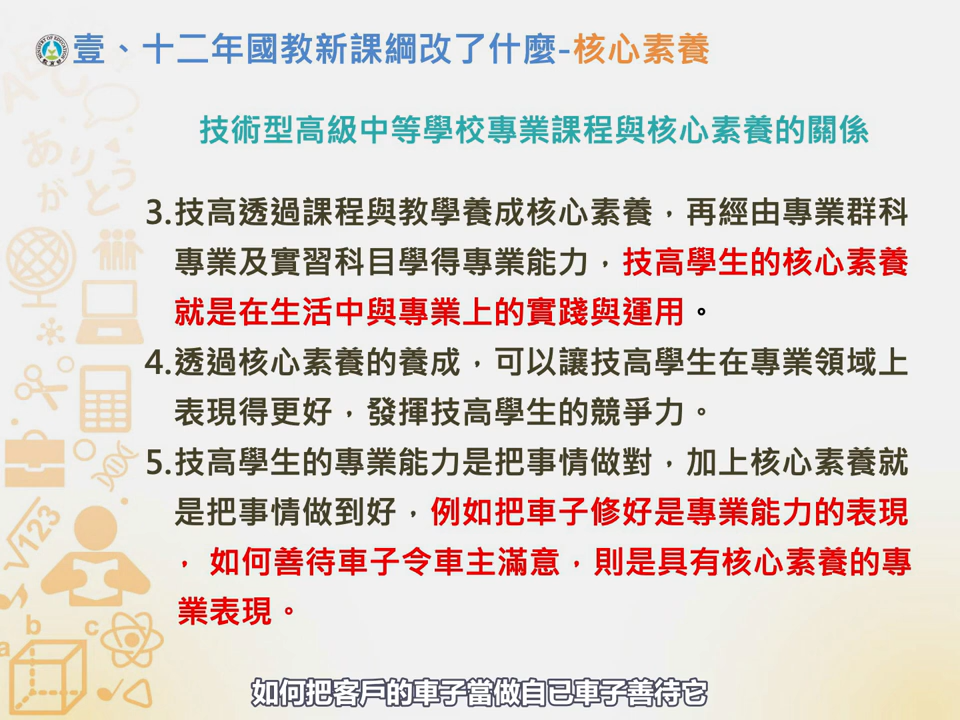 壹、十二年國教新課綱改了什麼-核心素養
技術型高級中等學校專業課程與核心素養的關係
3.技高透過課程與教學養成核心素養，再經由專業群科
專業及實習科目學得專業能力，技高學生的核心素養
就是在生活中與專業上的實踐與運用。
4.透過核心素養的養成，可以讓技高學生在專業領域上
表現得更好，發揮技高學生的競爭力。
5.技高學生的專業能力是把事情做對，加上核心素養就
是把事情做到好，例如把車子修好是專業能力的表現
， 如何善待車子令車主滿意，則是具有核心素養的專
業表現。
如何把客戶的車子當做自己車子善待它